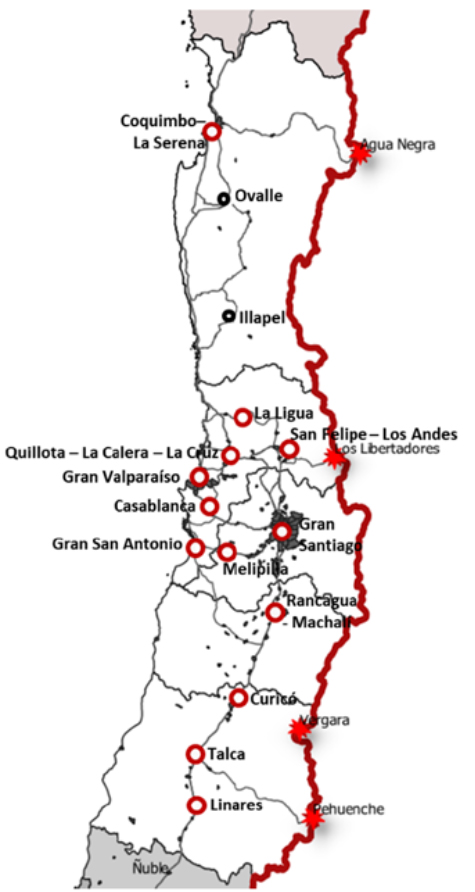 Coquimbo–
La Serena
Agua Negra
Ovalle
Illapel
La Ligua
San Felipe – Los Andes
Quillota – La Calera – La Cruz
Los Libertadores
Gran Valparaíso
Casablanca
Gran
Santiago
Gran San Antonio
Melipilla
Rancagua
- Machalí
Curicó
Vergara
Talca
Linares
Pehuenche
Ñuble